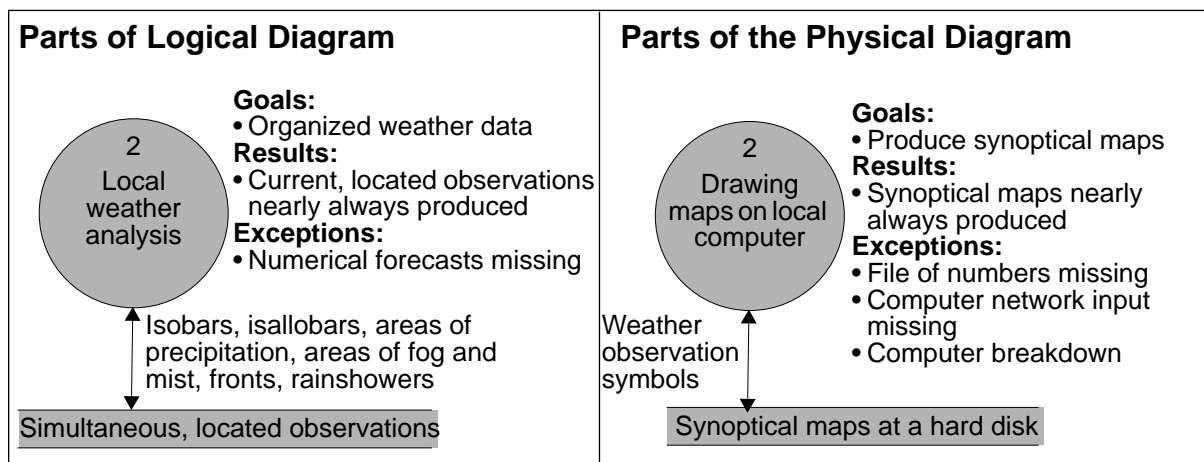 Parts of Logical Diagram
2
Local
weather
analysis
Goals:
• Organized weather data
Results:
• Current, located observations
nearly always produced
Exceptions:
• Numerical forecasts missing
Isobars, isallobars, areas of
precipitation, areas of fog and
mist, fronts, rainshowers
Simultaneous, located observations
Parts of the Physical Diagram
2
Drawing
maps on local
computer
Goals:
• Produce synoptical maps
Results:
• Synoptical maps nearly
always produced
Exceptions:
• File of numbers missing
• Computer network input
missing
• Computer breakdown
Weather
observation
symbols
Synoptical maps at a hard disk